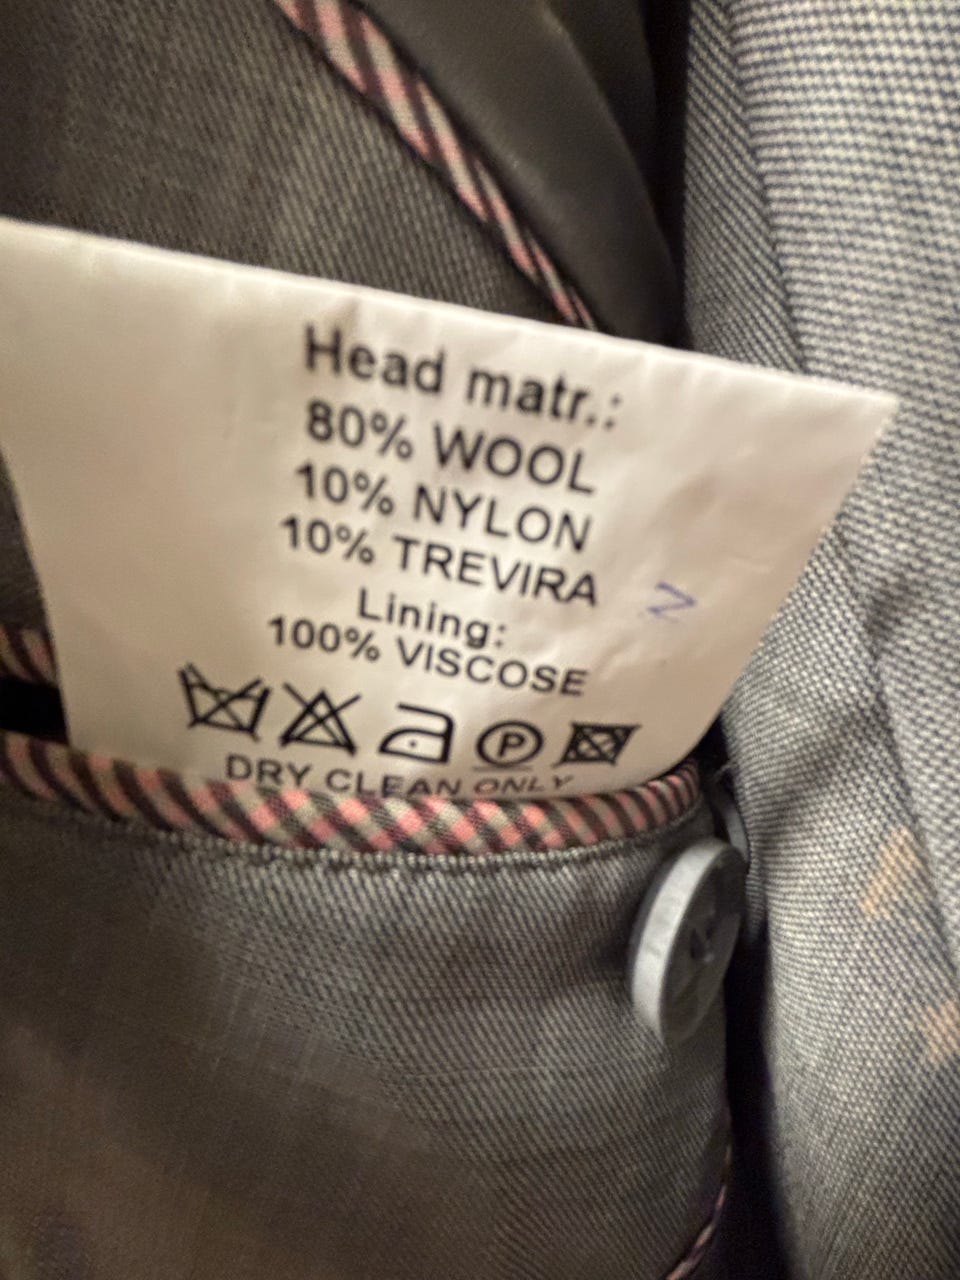 Head matr.:
80% WOOL
10% NYLON
10% TREVIRA
Lining:
100% VISCOSE
P
DRY CLEAN ONLY